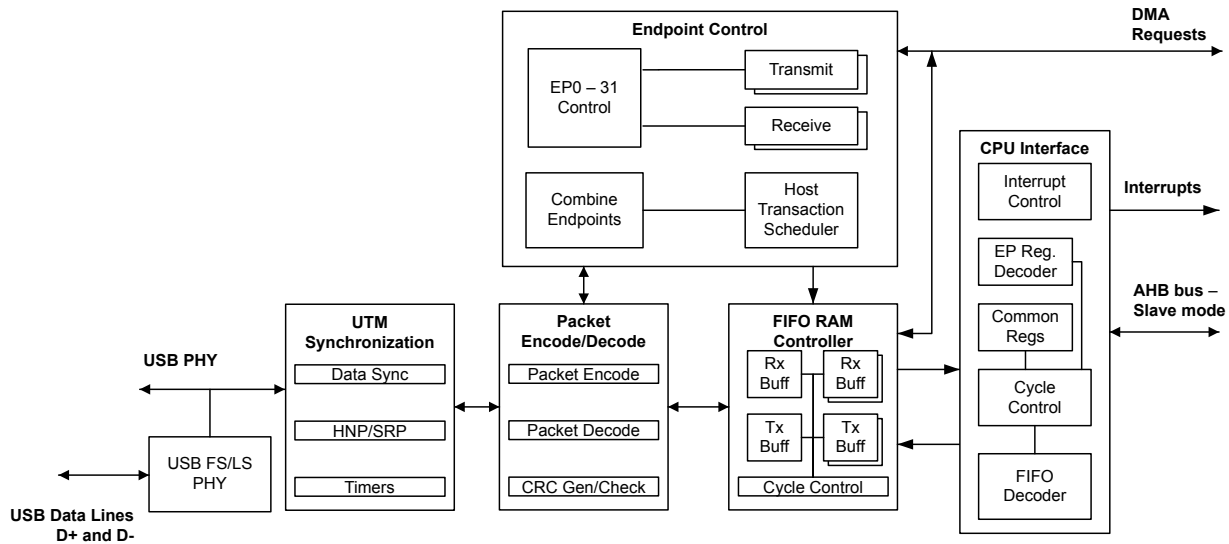 Endpoint Control
EP0 – 31
Control
Transmit
Receive
Combine
Endpoints
Host
Transaction
Scheduler
DMA
Requests
CPU Interface
Interrupt
Control
Interrupts
EP Reg.
Decoder
Common
Regs
AHB bus –
Slave mode
Cycle
Control
FIFO
Decoder
UTM
Synchronization
Data Sync
HNP/SRP
Timers
Packet
Encode/Decode
Packet Encode
Packet Decode
CRC Gen/Check
FIFO RAM
Controller
Rx
Buff
Rx
Buff
Tx
Buff
Tx
Buff
Cycle Control
USB PHY
USB FS/LS
PHY
USB Data Lines
D+ and D-